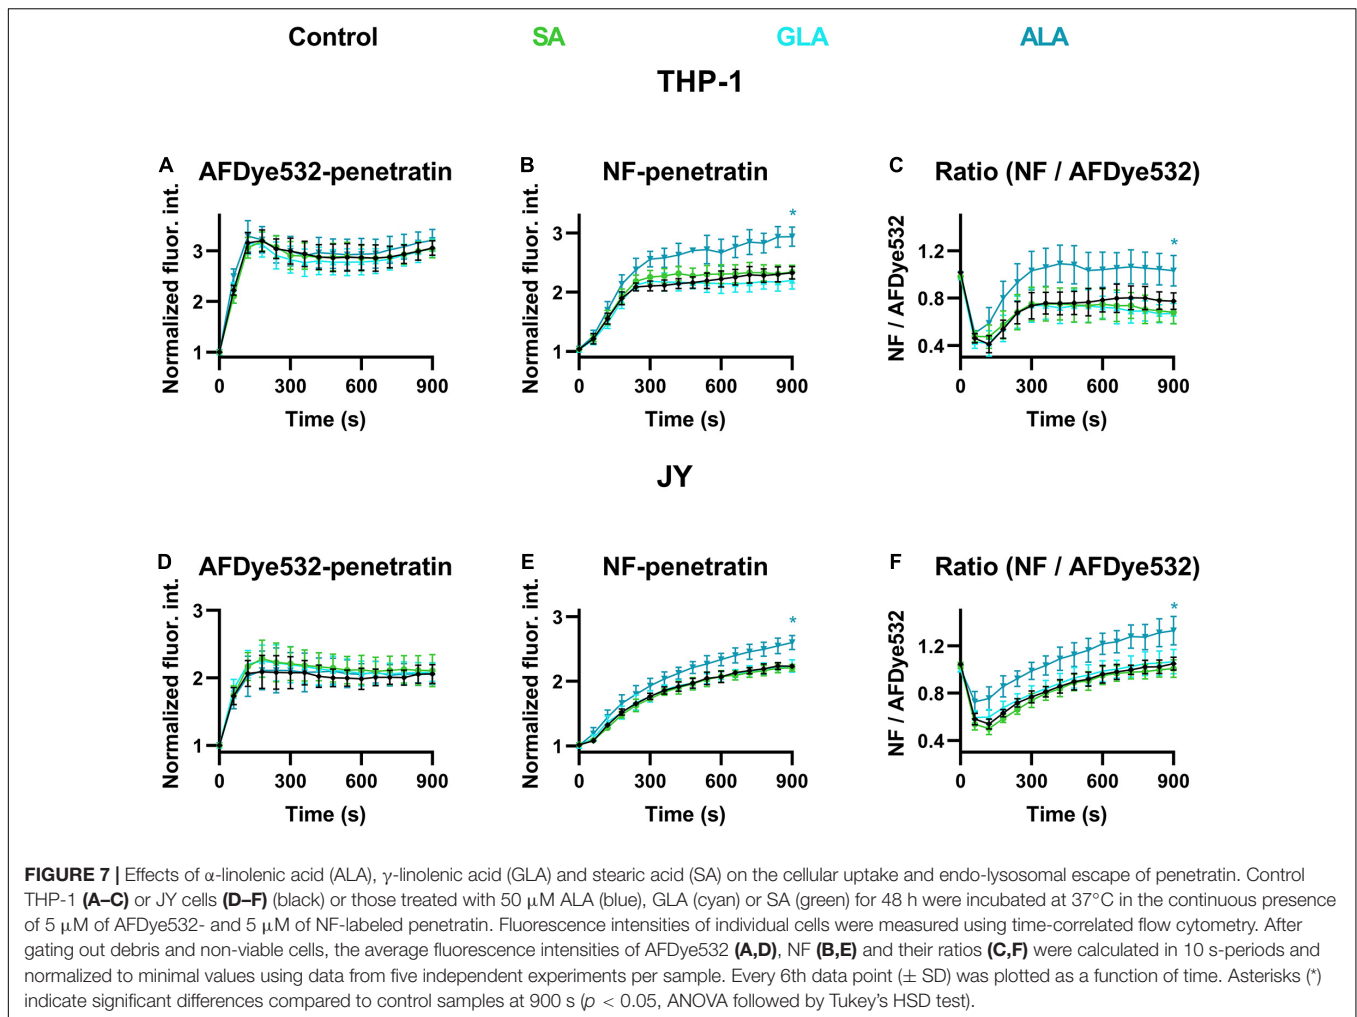 Control SA GLA ALA
THP-1
A AFDye532-penetratin
Normalized fluor. int.
3
2
1
0 300 600 900
Time (s)
B NF-penetratin
Normalized fluor. int.
3
2
1
*
0 300 600 900
Time (s)
C Ratio (NF / AFDye532)
NF / AFDye532
1.2
0.8
0.4
*
0 300 600 900
Time (s)
JY
D AFDye532-penetratin
Normalized fluor. int.
3
2
1
0 300 600 900
Time (s)
E NF-penetratin
Normalized fluor. int.
3
2
1
*
0 300 600 900
Time (s)
F Ratio (NF / AFDye532)
NF / AFDye532
1.2
0.8
0.4
*
0 300 600 900
Time (s)
FIGURE 7 | Effects of α-linolenic acid (ALA), γ-linolenic acid (GLA) and stearic acid (SA) on the cellular uptake and endo-lysosomal escape of penetratin. Control
THP-1 (A–C) or JY cells (D–F) (black) or those treated with 50 μM ALA (blue), GLA (cyan) or SA (green) for 48 h were incubated at 37°C in the continuous presence
of 5 μM of AFDye532- and 5 μM of NF-labeled penetratin. Fluorescence intensities of individual cells were measured using time-correlated flow cytometry. After
gating out debris and non-viable cells, the average fluorescence intensities of AFDye532 (A,D), NF (B,E) and their ratios (C,F) were calculated in 10 s-periods and
normalized to minimal values using data from five independent experiments per sample. Every 6th data point (± SD) was plotted as a function of time. Asterisks (*)
indicate significant differences compared to control samples at 900 s (p < 0.05, ANOVA followed by Tukey's HSD test).